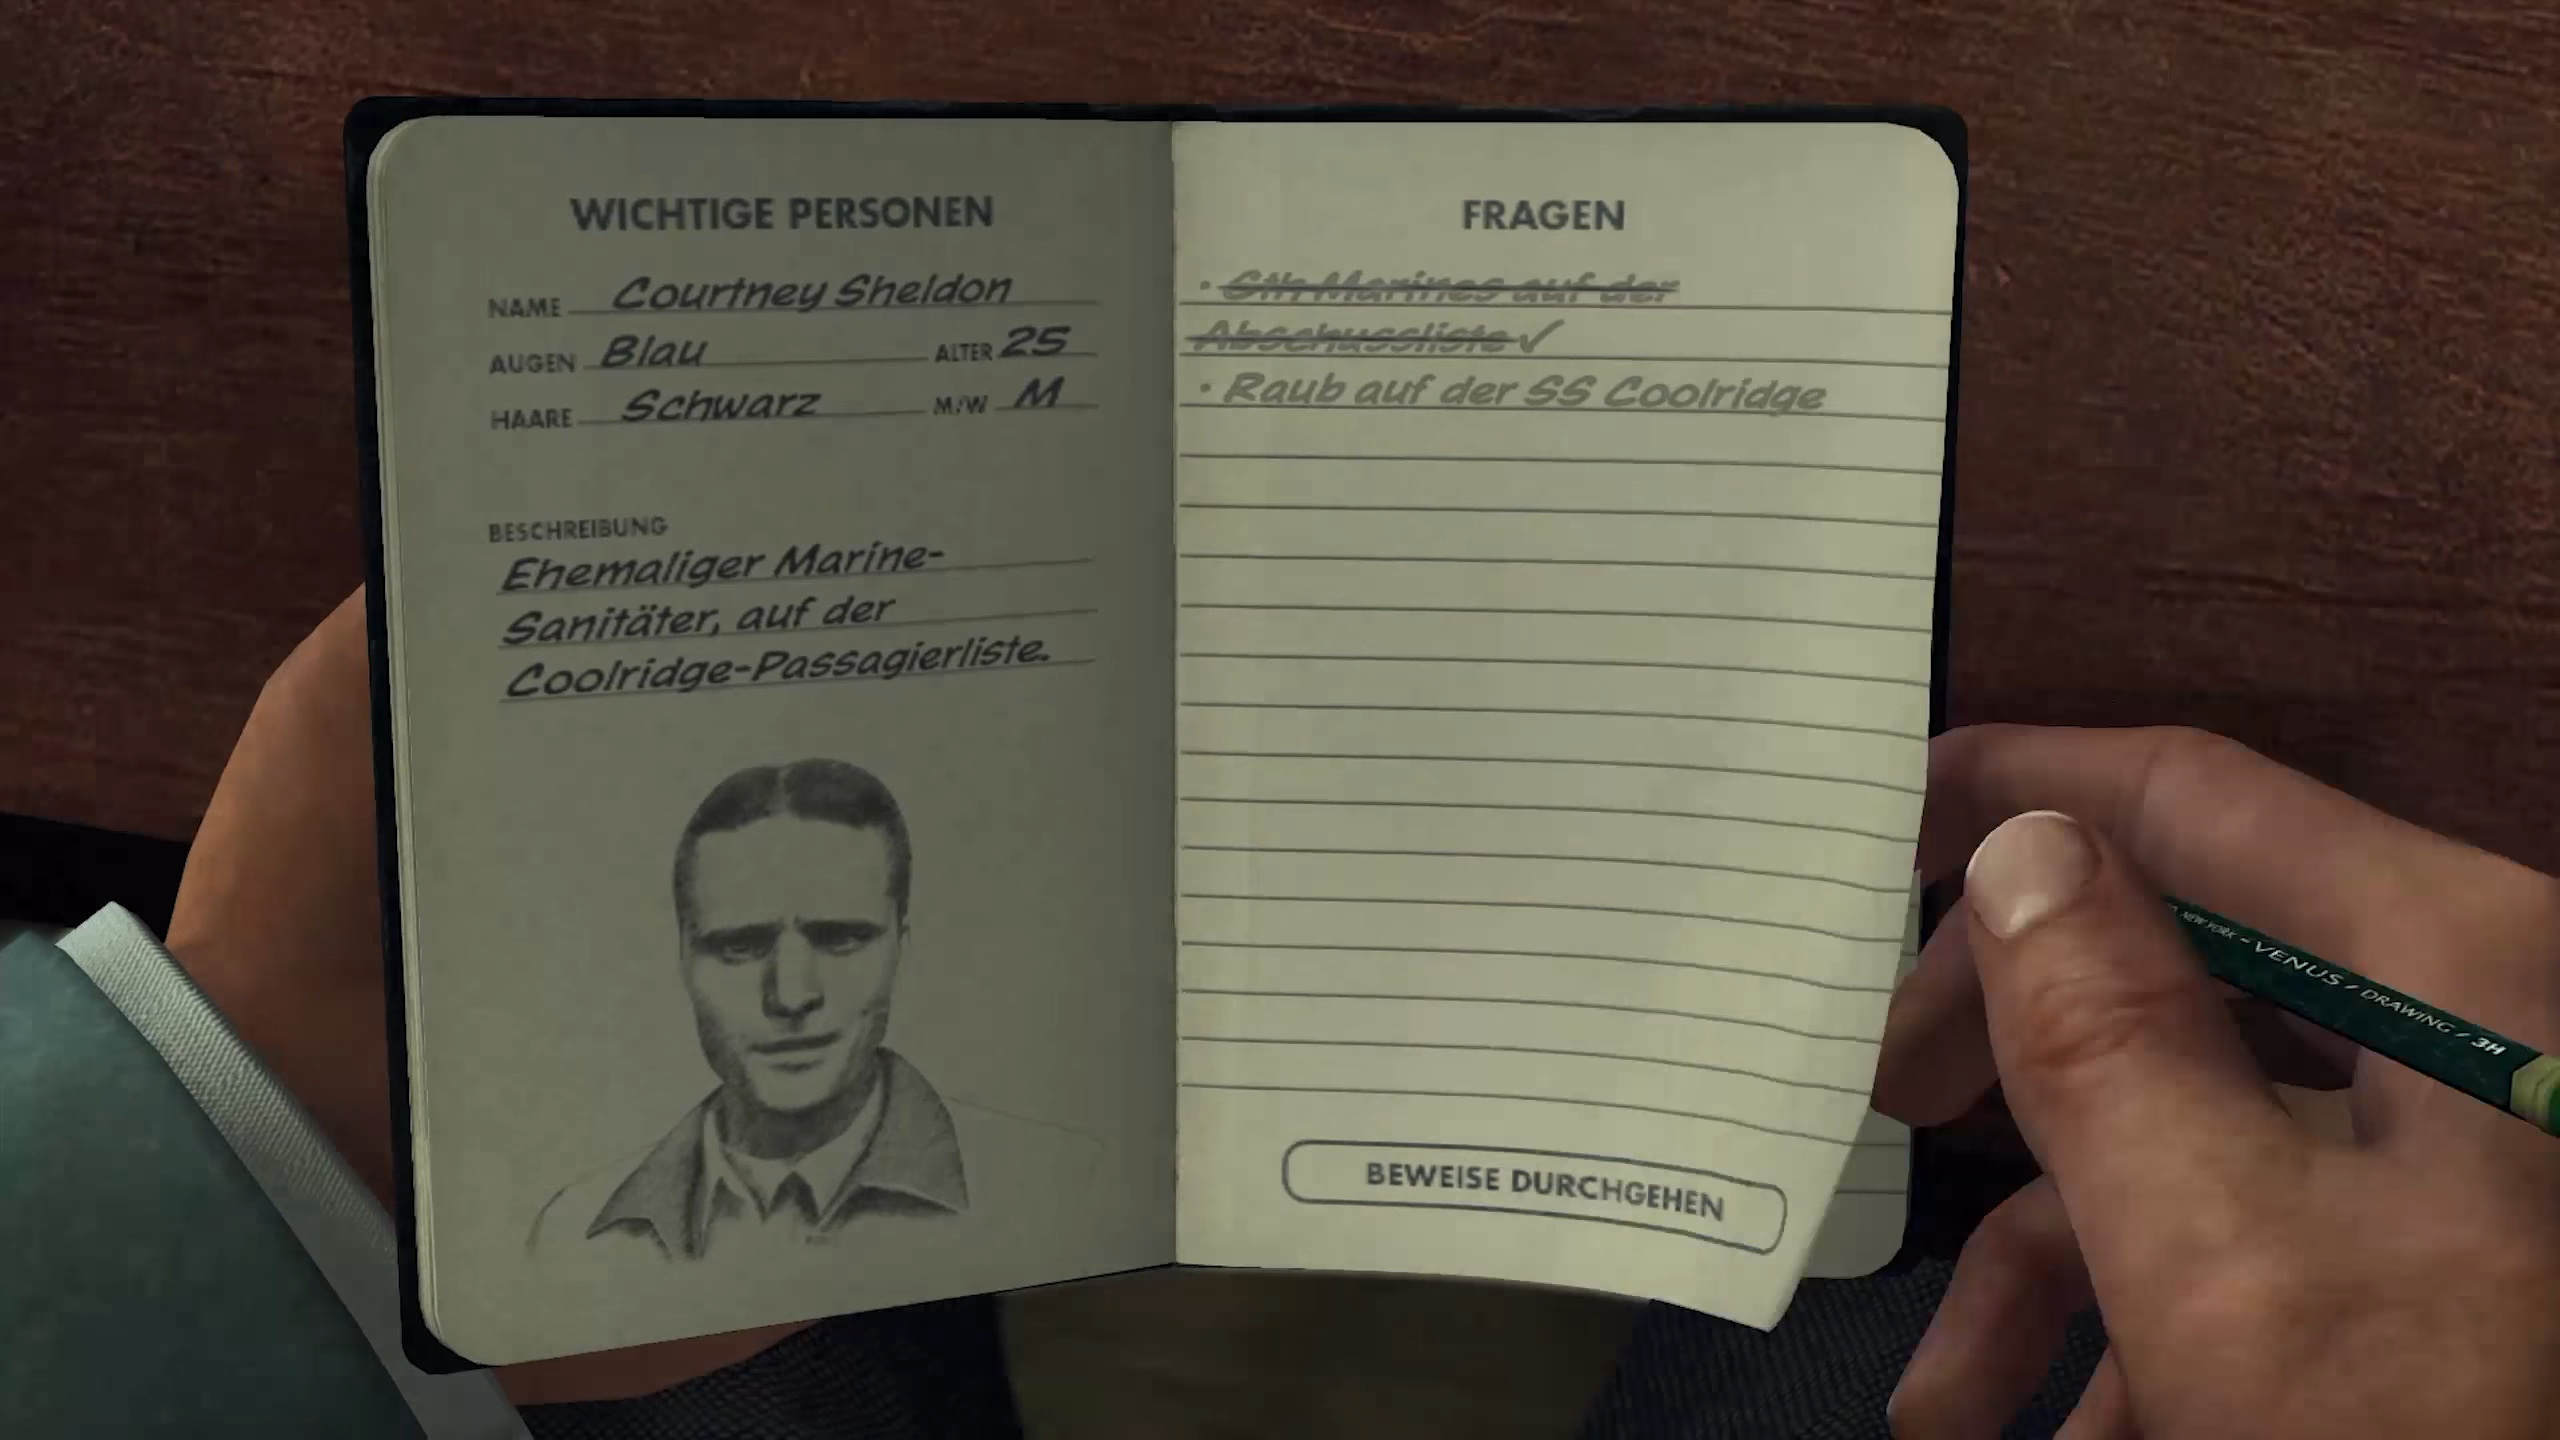 WICHTIGE PERSONEN
NAME Courtney Sheldon
AUGEN Blau ALTER 25
HAARE Schwarz M/W M
BESCHREIBUNG
Ehemaliger Marine-
Sanitäter, auf der
Coolridge-Passagierliste.
FRAGEN
• 6th Marines auf der
Abschussliste ✓
• Raub auf der SS Coolridge
BEWEISE DURCHGEHEN
NEW YORK - VENUS / DRAWING / 3H